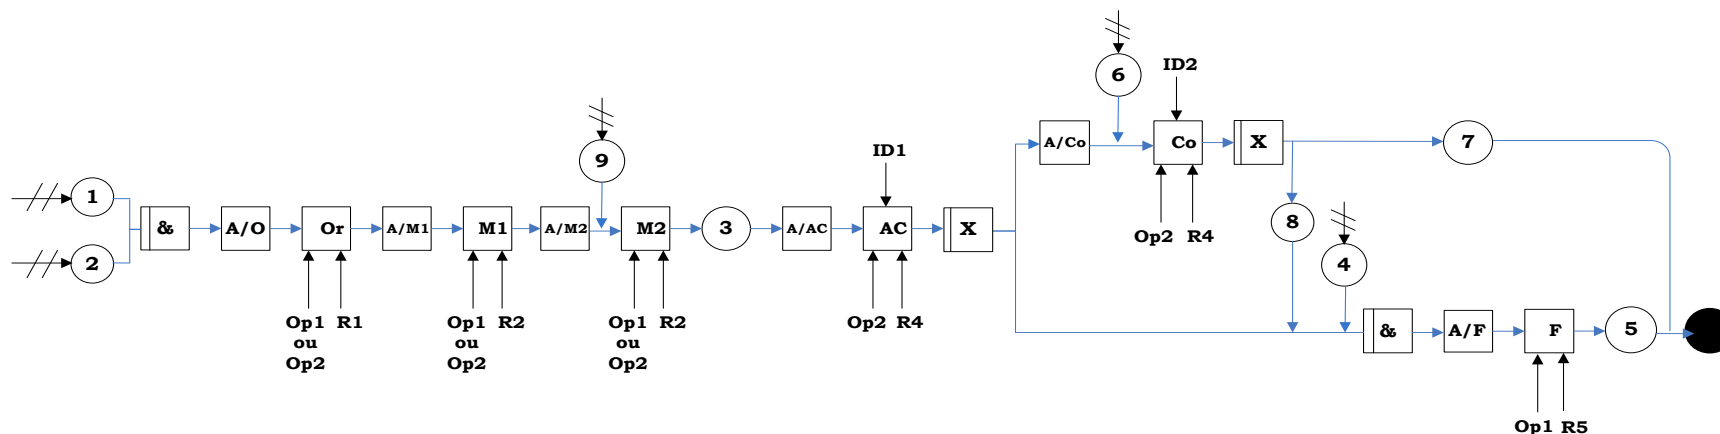 6
ID2
9
A/Co
Co
X
7
ID1
1
&
A/O
Or
A/M1
M1
A/M2
M2
3
A/AC
AC
X
8
Op2 R4
2
4
Op1 R1
ou
Op2
Op1 R2
ou
Op2
Op1 R2
ou
Op2
Op2 R4
&
A/F
F
5
Op1 R5